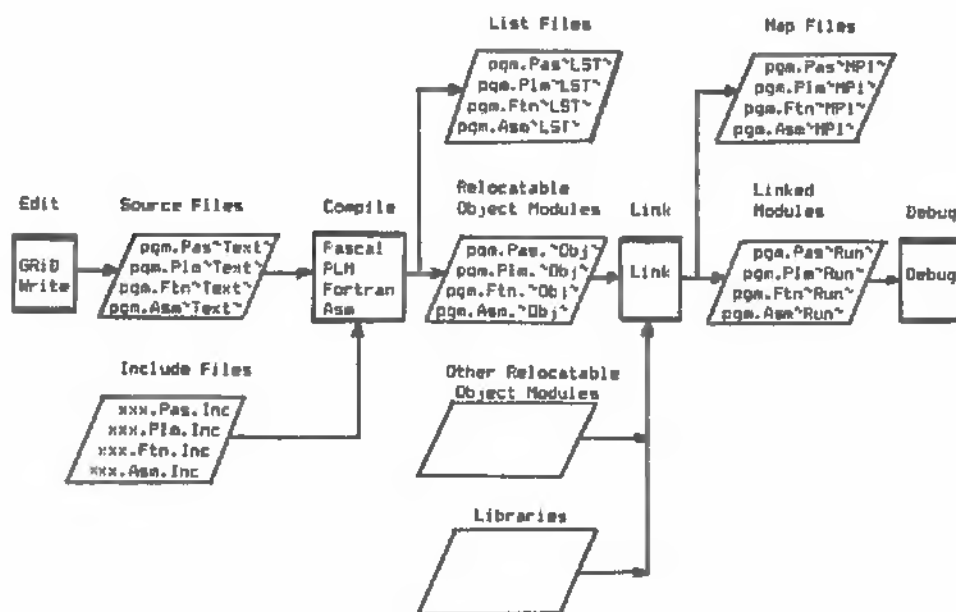 List Files
pgm.Pas~LST~
pgm.Plm~LST~
pgm.Ftn~LST~
pgm.Asm~LST~
Map Files
pgm.Pas~MP1~
pgm.Plm~MP1~
pgm.Ftn~MP1~
pgm.Asm~MP1~
Edit
GRiD
Write
Source Files
pgm.Pas~Text~
pgm.Plm~Text~
pgm.Ftn~Text~
pgm.Asm~Text~
Compile
Pascal
PLM
Fortran
Asm
Relocatable
Object Modules
pgm.Pas.~Obj~
pgm.Plm.~Obj~
pgm.Ftn.~Obj~
pgm.Asm.~Obj~
Link
Link
Linked
Modules
pgm.Pas~Run~
pgm.Plm~Run~
pgm.Ftn~Run~
pgm.Asm~Run~
Debug
Debug
Include Files
xxx.Pas.Inc
xxx.Plm.Inc
xxx.Ftn.Inc
xxx.Asm.Inc
Other Relocatable
Object Modules
Libraries